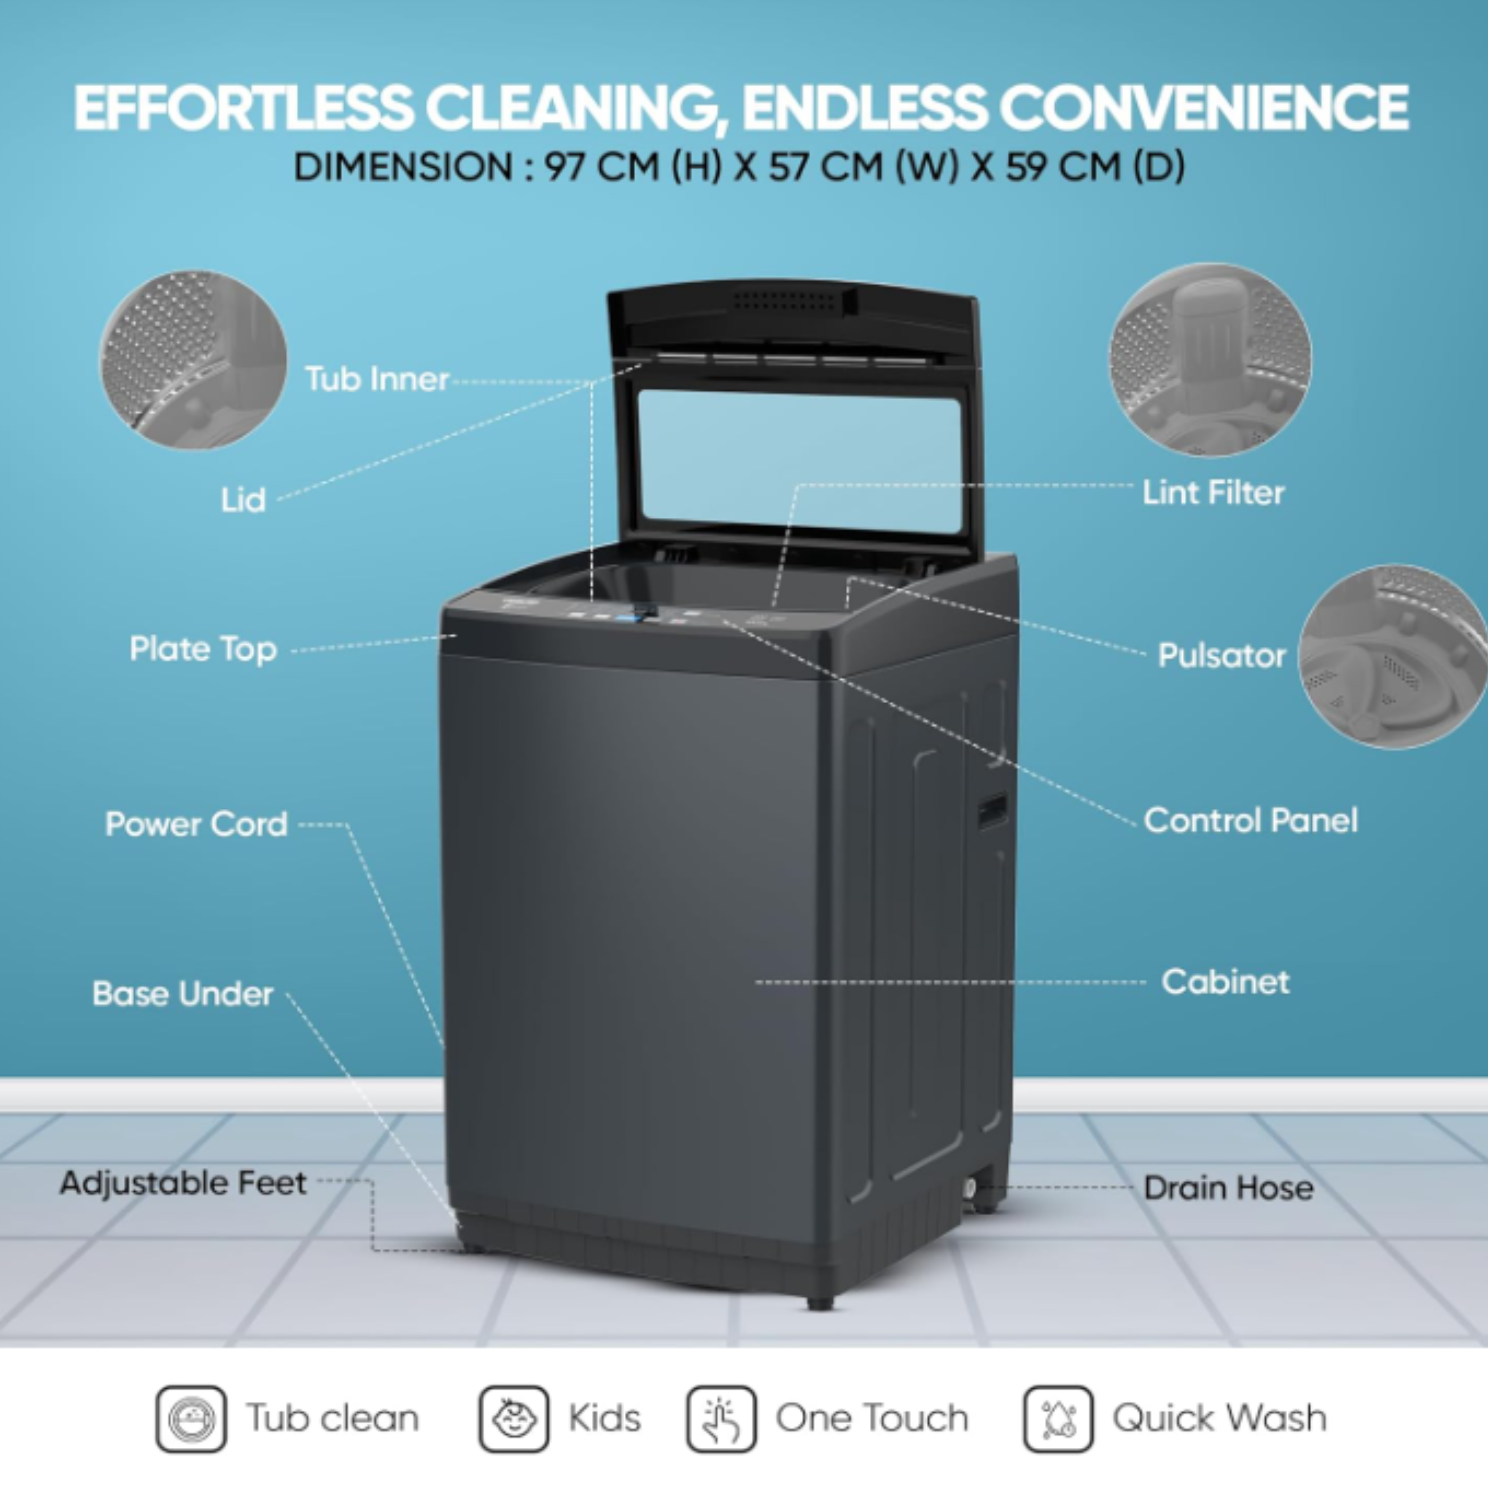 EFFORTLESS CLEANING, ENDLESS CONVENIENCE
DIMENSION : 97 CM (H) X 57 CM (W) X 59 CM (D)
Tub Inner
Lid
Lint Filter
Plate Top
Pulsator
Power Cord
Control Panel
Base Under
Cabinet
Adjustable Feet
Drain Hose
Tub clean
Kids
One Touch
Quick Wash